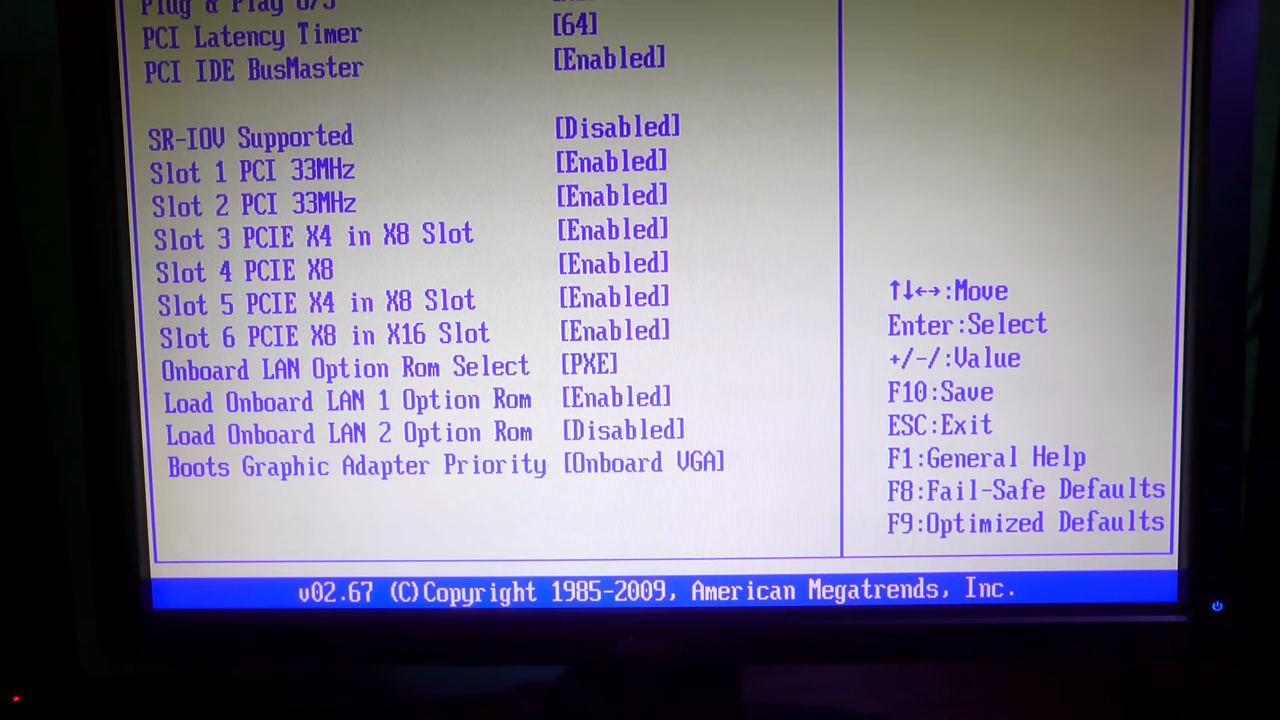 Plug & Play O/S
PCI Latency Timer [64]
PCI IDE BusMaster [Enabled]
SR-IOV Supported [Disabled]
Slot 1 PCI 33MHz [Enabled]
Slot 2 PCI 33MHz [Enabled]
Slot 3 PCIE X4 in X8 Slot [Enabled]
Slot 4 PCIE X8 [Enabled]
Slot 5 PCIE X4 in X8 Slot [Enabled]
Slot 6 PCIE X8 in X16 Slot [Enabled]
Onboard LAN Option Rom Select [PXE]
Load Onboard LAN 1 Option Rom [Enabled]
Load Onboard LAN 2 Option Rom [Disabled]
Boots Graphic Adapter Priority [Onboard VGA]
↑↓←→:Move
Enter:Select
+/-/:Value
F10:Save
ESC:Exit
F1:General Help
F8:Fail-Safe Defaults
F9:Optimized Defaults
v02.67 (C)Copyright 1985-2009, American Megatrends, Inc.